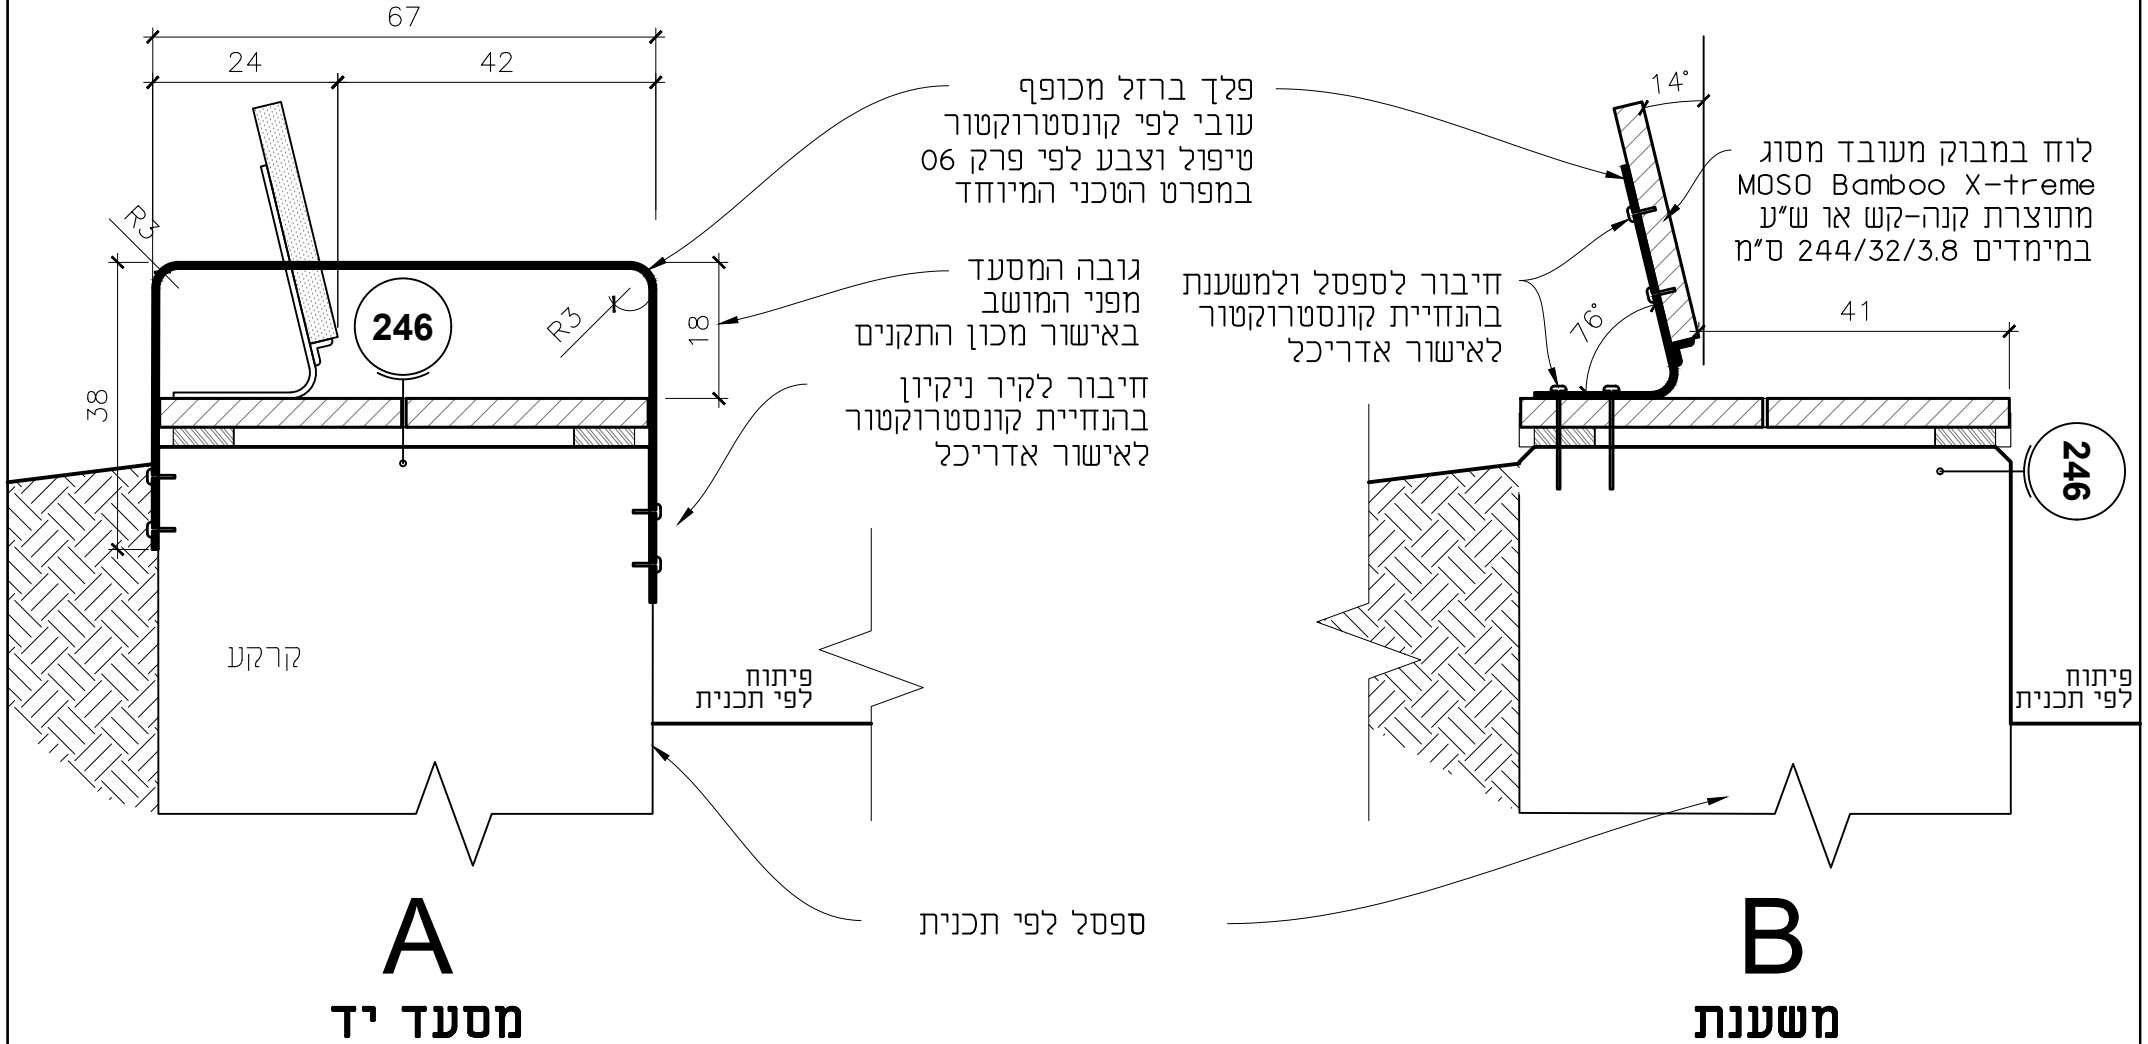 67
24
42
פלך ברזל מכופף
עובי לפי קונסטרוקטור
טיפול וצבע לפי פרק 06
במפרט הטכני המיוחד
14°
לוח במבוק מעובד מסוג
MOSO Bamboo X-treme
מתוצרת קנה-קש או ש"ע
במימדים 244/32/3.8 ס"מ
R3
246
R3
18
38
גובה המסעד
מפני המושב
באישור מכון התקנים
חיבור לספסל ולמשענת
בהנחיית קונסטרוקטור
לאישור אדריכל
76°
41
חיבור לקיר ניקיון
בהנחיית קונסטרוקטור
לאישור אדריכל
246
קרקע
פיתוח
לפי תכנית
פיתוח
לפי תכנית
ספסל לפי תכנית
A
מסעד יד
B
משענת